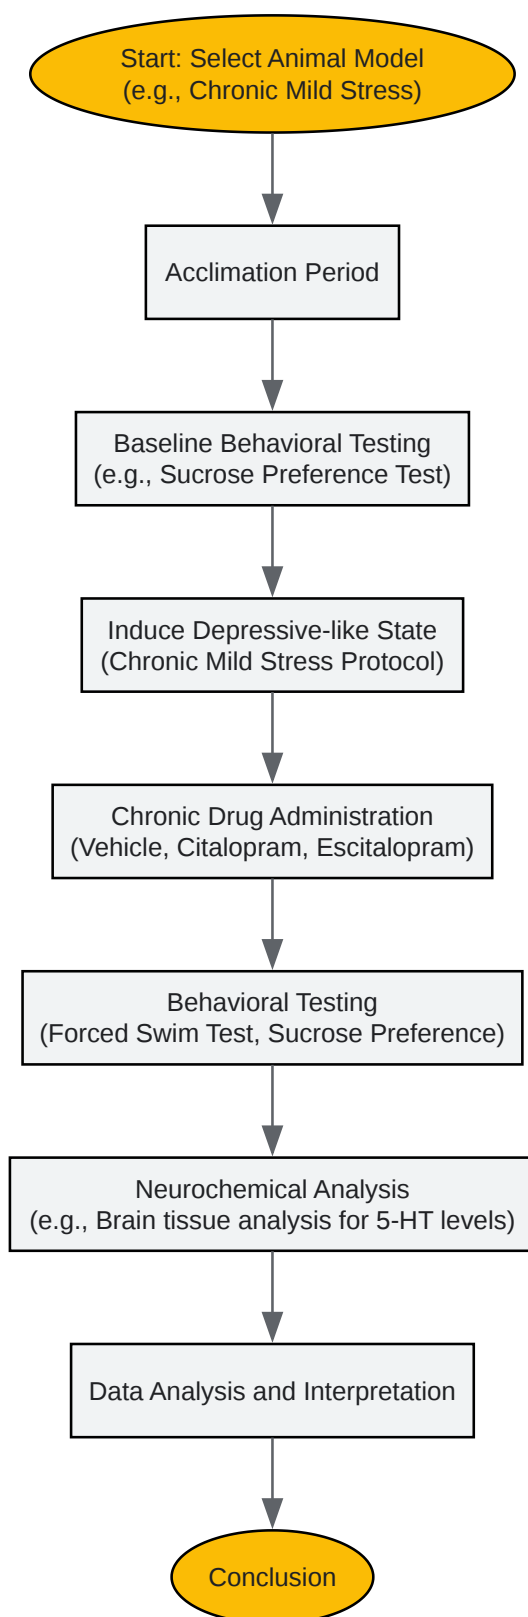 Start: Select Animal Model
(e.g., Chronic Mild Stress)
Acclimation Period
Baseline Behavioral Testing
(e.g., Sucrose Preference Test)
Induce Depressive-like State
(Chronic Mild Stress Protocol)
Chronic Drug Administration
(Vehicle, Citalopram, Escitalopram)
Behavioral Testing
(Forced Swim Test, Sucrose Preference)
Neurochemical Analysis
(e.g., Brain tissue analysis for 5-HT levels)
Data Analysis and Interpretation
Conclusion